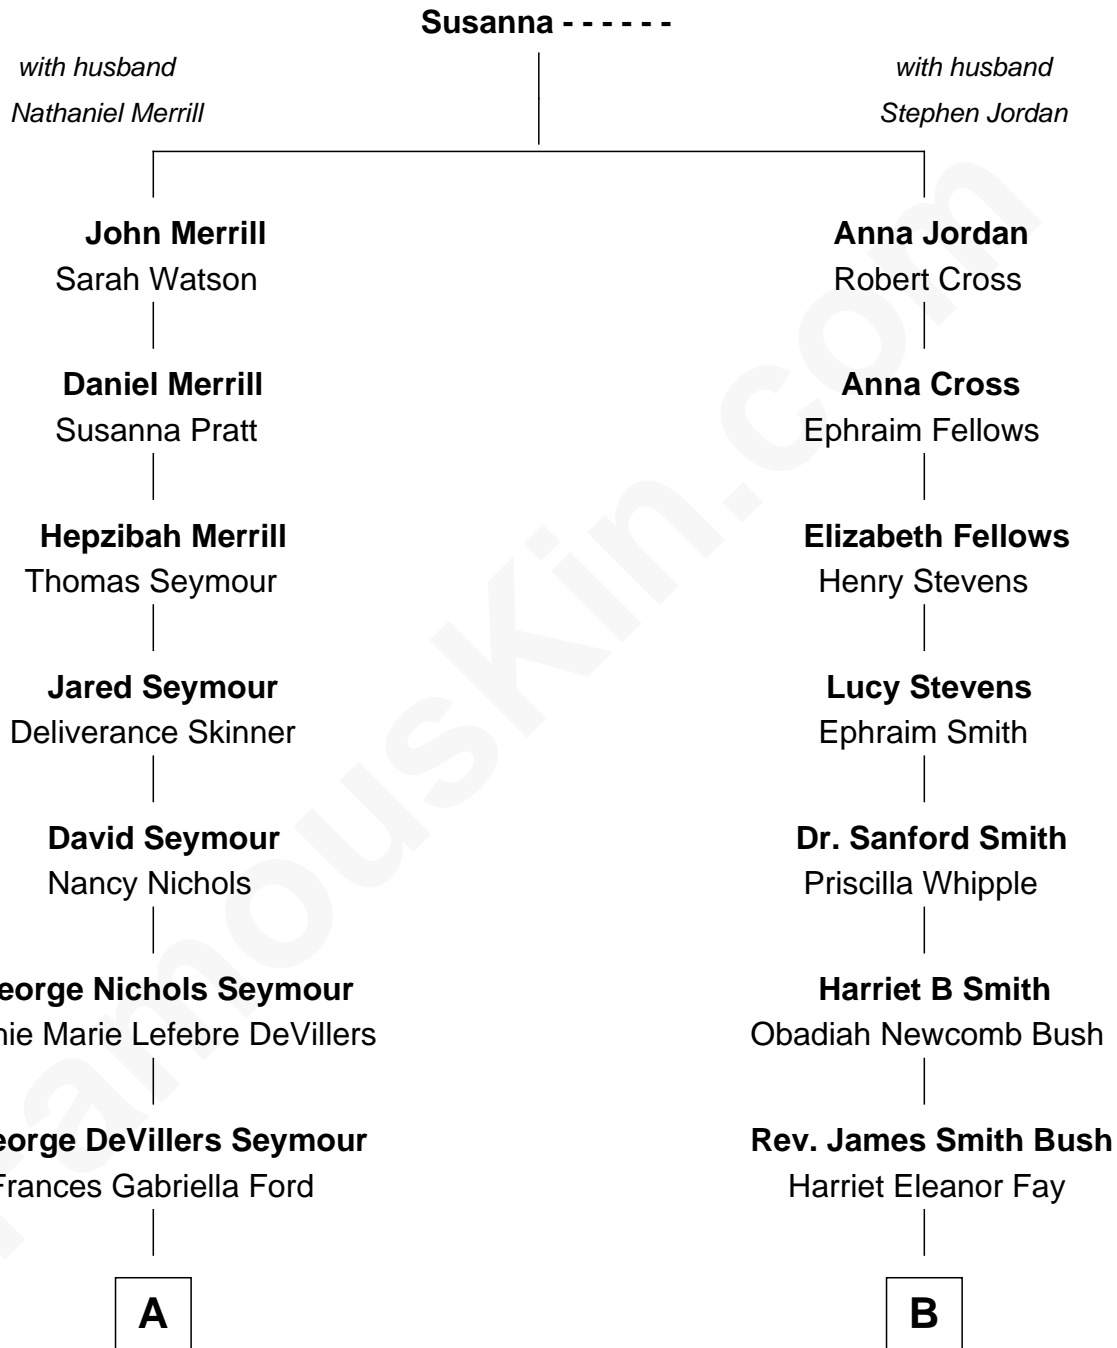 Susanna - - - - - -
with husband
Nathaniel Merrill
with husband
Stephen Jordan
John Merrill
Sarah Watson
Anna Jordan
Robert Cross
Daniel Merrill
Susanna Pratt
Anna Cross
Ephraim Fellows
Hepzibah Merrill
Thomas Seymour
Elizabeth Fellows
Henry Stevens
Jared Seymour
Deliverance Skinner
Lucy Stevens
Ephraim Smith
David Seymour
Nancy Nichols
Dr. Sanford Smith
Priscilla Whipple
eorge Nichols Seymour
nie Marie Lefebre DeVillers
Harriet B Smith
Obadiah Newcomb Bush
eorge DeVillers Seymour
Frances Gabriella Ford
Rev. James Smith Bush
Harriet Eleanor Fay
A
B
FamousKin.com